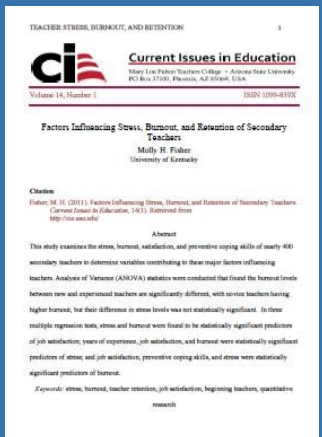 TEACHER STRESS, BURNOUT, AND RETENTION 1
cie
Current Issues in Education
Mary Lou Fulton Teachers College • Arizona State University
PO Box 37100, Phoenix, AZ 85069, USA
Volume 14, Number 1 ISSN 1099-839X
Factors Influencing Stress, Burnout, and Retention of Secondary
Teachers
Molly H. Fisher
University of Kentucky
Citation
Fisher, M. H. (2011). Factors Influencing Stress, Burnout, and Retention of Secondary Teachers.
Current Issues in Education, 14(1). Retrieved from
http://cie.asu.edu/
Abstract
This study examines the stress, burnout, satisfaction, and preventive coping skills of nearly 400
secondary teachers to determine variables contributing to these major factors influencing
teachers. Analysis of Variance (ANOVA) statistics were conducted that found the burnout levels
between new and experienced teachers are significantly different, with novice teachers having
higher burnout, but their difference in stress levels was not statistically significant. In three
multiple regression tests, stress and burnout were found to be statistically significant predictors
of job satisfaction; years of experience, job satisfaction, and burnout were statistically significant
predictors of stress; and job satisfaction, preventive coping skills, and stress were statistically
significant predictors of burnout.
Keywords: stress, burnout, teacher retention, job satisfaction, beginning teachers, quantitative
research